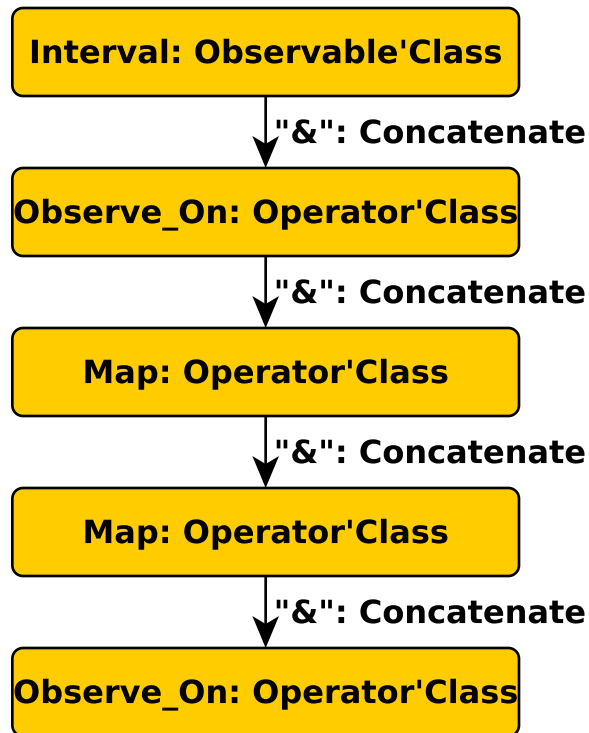 Interval: Observable'Class
"&": Concatenate
Observe_On: Operator'Class
"&": Concatenate
Map: Operator'Class
"&": Concatenate
Map: Operator'Class
"&": Concatenate
Observe_On: Operator'Class